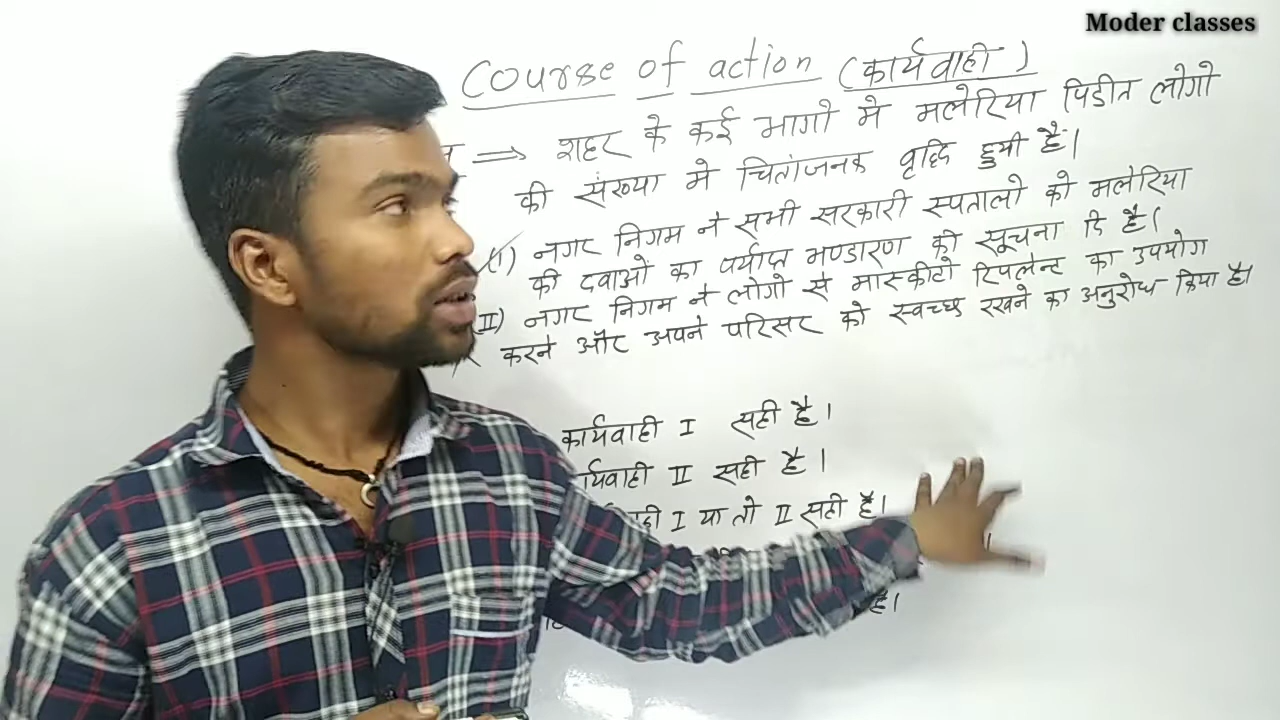 Moder classes
Course of action (कार्यवाही)
⇒ शहर के कई भागो मे मलेरिया पिडीत लोगो
की संख्या मे चितांजनक वृद्धि हुयी है।
(I) नगर निगम ने सभी सरकारी स्पतालो को मलेरिया
की दवाओं का पर्याप्त भण्डारण की सूचना दि है।
(II) नगर निगम ने लोगो से मास्कीटो रिपलेन्ट का उपयोग
करने और अपने परिसर को स्वच्छ रखने का अनुरोध किया है।
कार्यवाही I सही है।
र्यवाही II सही है।
I या तो II सही है।
है।